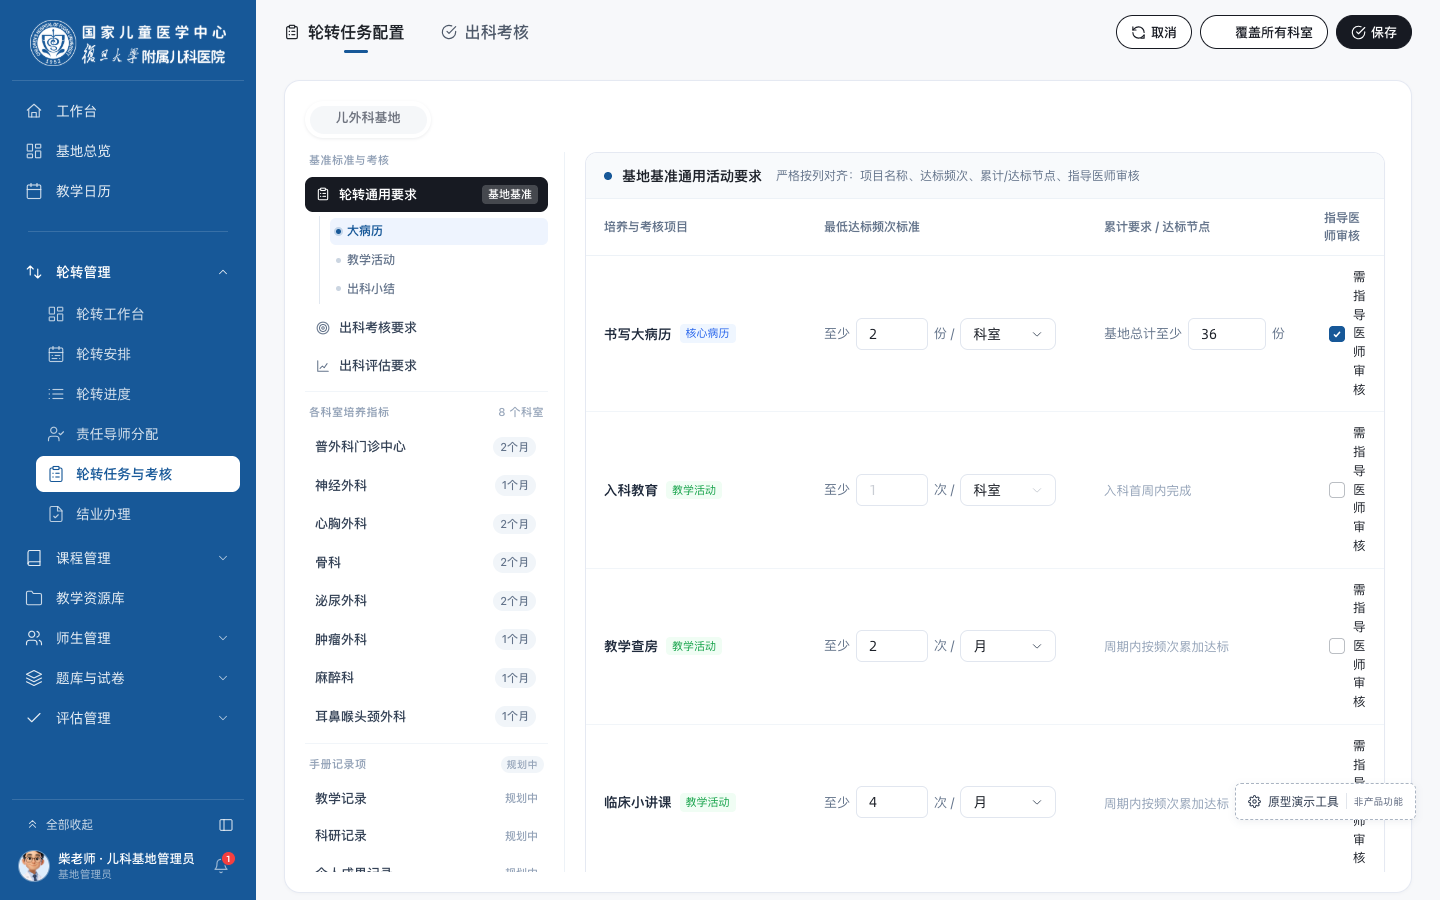 国家儿童医学中心
復旦大学附属儿科医院
工作台
基地总览
教学日历
轮转管理
轮转工作台
轮转安排
轮转进度
责任导师分配
轮转任务与考核
结业办理
课程管理
教学资源库
师生管理
题库与试卷
评估管理
全部收起
柴老师 · 儿科基地管理员
基地管理员
1
轮转任务配置
出科考核
取消
覆盖所有科室
保存
儿外科基地
基准标准与考核
轮转通用要求 基地基准
大病历
教学活动
出科小结
出科考核要求
出科评估要求
各科室培养指标 8 个科室
普外科门诊中心 2个月
神经外科 1个月
心胸外科 2个月
骨科 2个月
泌尿外科 2个月
肿瘤外科 1个月
麻醉科 1个月
耳鼻喉头颈外科 1个月
手册记录项 规划中
教学记录 规划中
科研记录 规划中
基地基准通用活动要求 严格按列对齐：项目名称、达标频次、累计/达标节点、指导医师审核
培养与考核项目 最低达标频次标准 累计要求 / 达标节点 指导医师审核
书写大病历 核心病历 至少 2 份 / 科室 基地总计至少 36 份 需指导医师审核
入科教育 教学活动 至少 1 次 / 科室 入科首周内完成 需指导医师审核
教学查房 教学活动 至少 2 次 / 月 周期内按频次累加达标 需指导医师审核
临床小讲课 教学活动 至少 4 次 / 月 周期内按频次累加达标 需指 师审核
原型演示工具 非产品功能